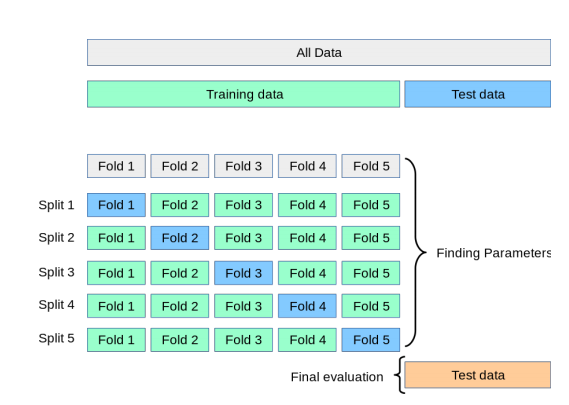 All Data
Training data Test data
Fold 1 Fold 2 Fold 3 Fold 4 Fold 5
Split 1 Fold 1 Fold 2 Fold 3 Fold 4 Fold 5
Split 2 Fold 1 Fold 2 Fold 3 Fold 4 Fold 5
Finding Parameters
Split 3 Fold 1 Fold 2 Fold 3 Fold 4 Fold 5
Split 4 Fold 1 Fold 2 Fold 3 Fold 4 Fold 5
Split 5 Fold 1 Fold 2 Fold 3 Fold 4 Fold 5
Final evaluation Test data